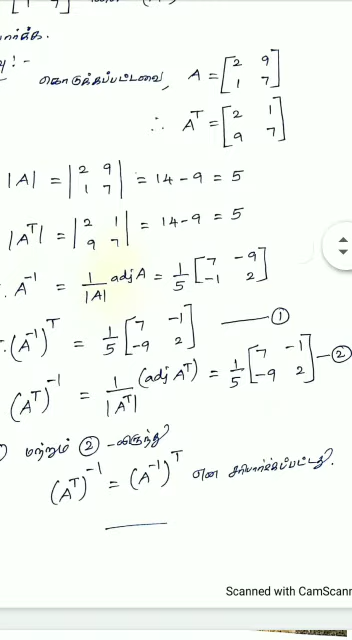 [1 7]
பார்க்க.
கொடுக்கப்பட்டவை, A = [2 9
1 7]
∴ A^T = [2 1
9 7]
|A| = |2 9
1 7| = 14 - 9 = 5
|A^T| = |2 1
9 7| = 14 - 9 = 5
A^-1 = 1/|A| adj A = 1/5 [7 -9
-1 2]
(A^-1)^T = 1/5 [7 -1
-9 2] —— ①
(A^T)^-1 = 1/|A^T| (adj A^T) = 1/5 [7 -1
-9 2] — ②
மற்றும் ② -லிருந்து
(A^T)^-1 = (A^-1)^T என சரிபார்க்கப்பட்டது.
Scanned with CamScann